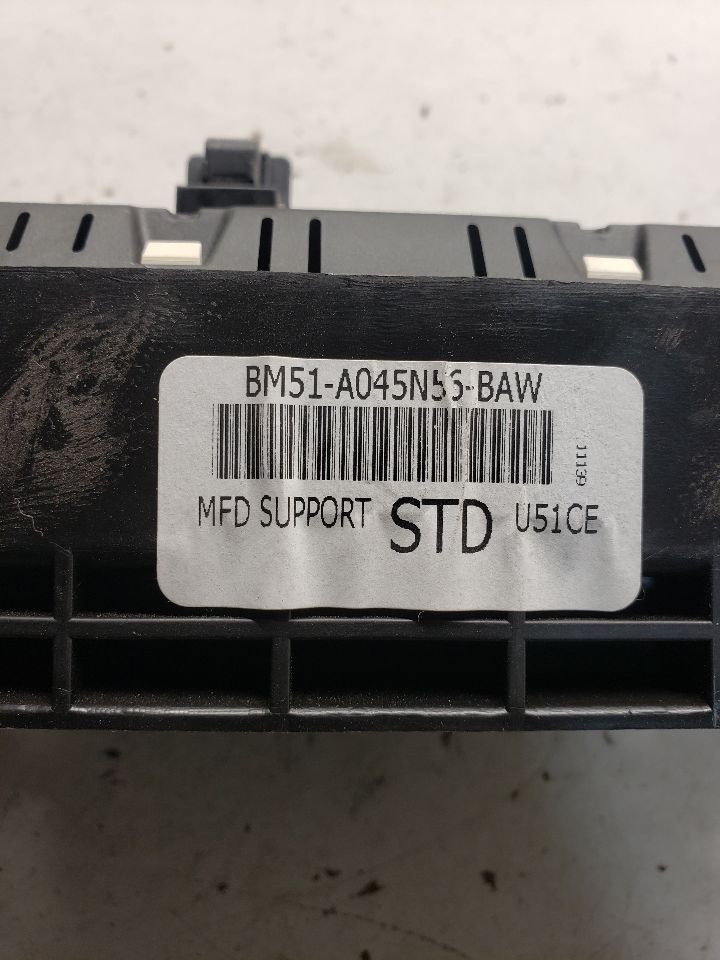 BM51-A045N56-BAW
11139
MFD SUPPORT STD U51CE